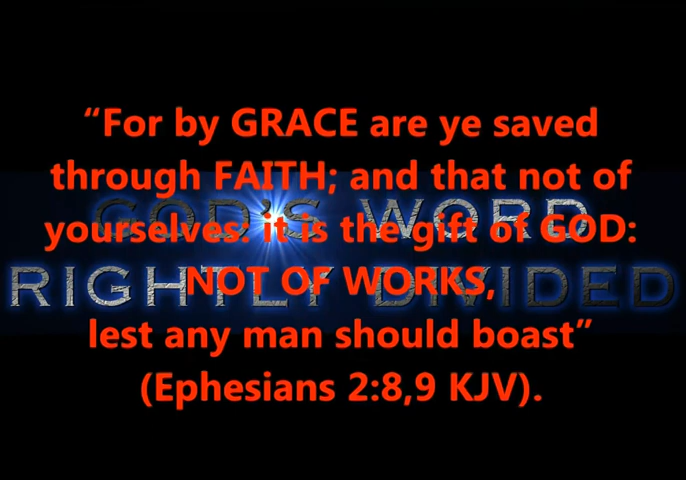 “For by GRACE are ye saved
through FAITH; and that not of
GOD'S WORD
yourselves: it is the gift of GOD:
RIGHTLY DIVIDED
NOT OF WORKS,
lest any man should boast”
(Ephesians 2:8,9 KJV).